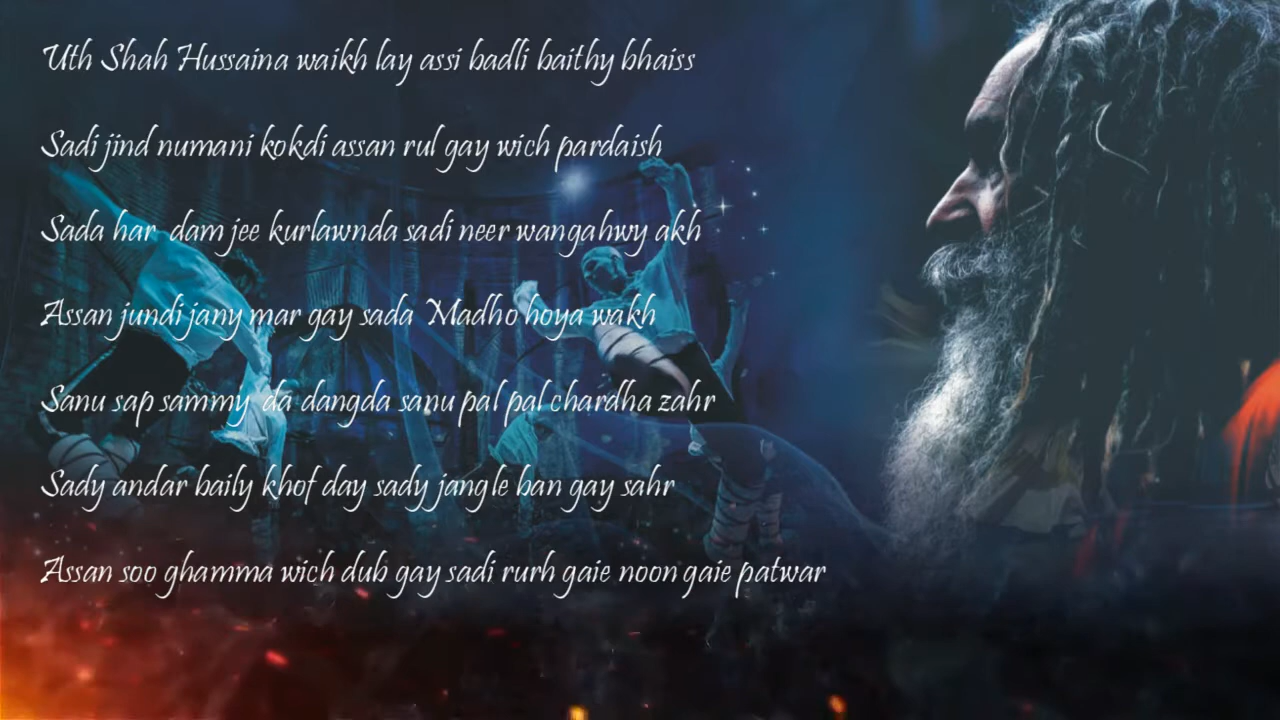 Uth Shah Hussaina waikh lay assi badli baithy bhaiss
Sadi jind numani kokdi assan rul gay wich pardaish
Sada har dam jee kurlawnda sadi neer wangahwy akh
Assan jundi jany mar gay sada Madho hoya wakh
Sanu sap sammy da dangda sanu pal pal chardha zahr
Sady andar baily khof day sady jangle ban gay sahr
Assan soo ghamma wich dub gay sadi rurh gaie noon gaie patwar